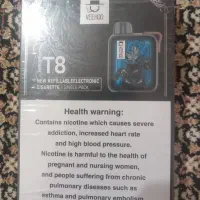 VEEHOO
T8
NEW REFILLABLE ELECTRONIC
CIGARETTE
Health warning:
Contains nicotine which causes severe
addiction, increased heart rate
and high blood pressure.
Nicotine is harmful to the health of
pregnant and nursing women,
and people suffering from chronic
pulmonary diseases such as
asthma and pulmonary embolism